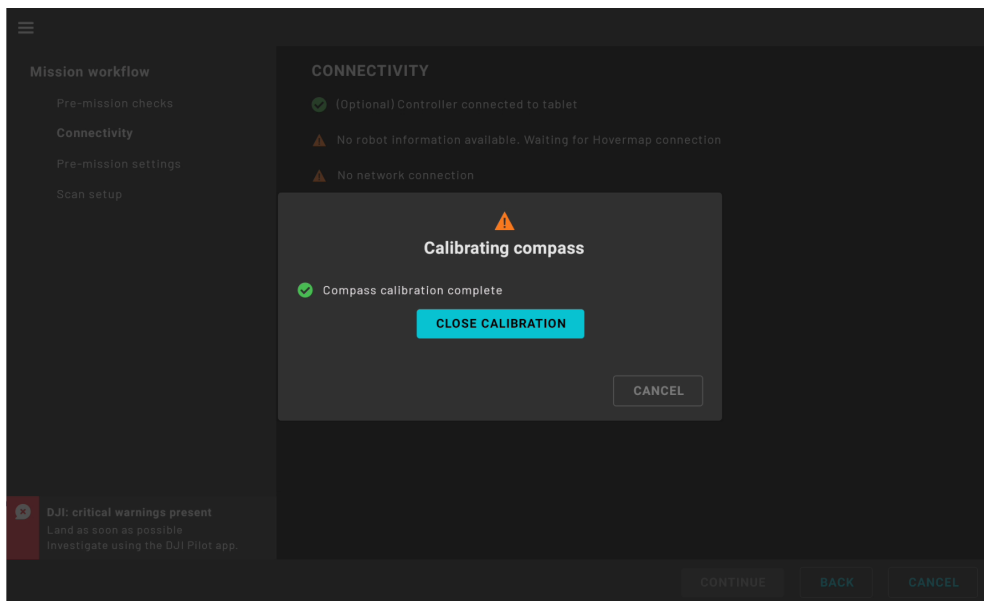 Mission workflow
Pre-mission checks
Connectivity
Pre-mission settings
Scan setup
CONNECTIVITY
(Optional) Controller connected to tablet
No robot information available. Waiting for Hovermap connection
No network connection
Calibrating compass
Compass calibration complete
CLOSE CALIBRATION
CANCEL
DJI: critical warnings present
Land as soon as possible
Investigate using the DJI Pilot app.
CONTINUE
BACK
CANCEL